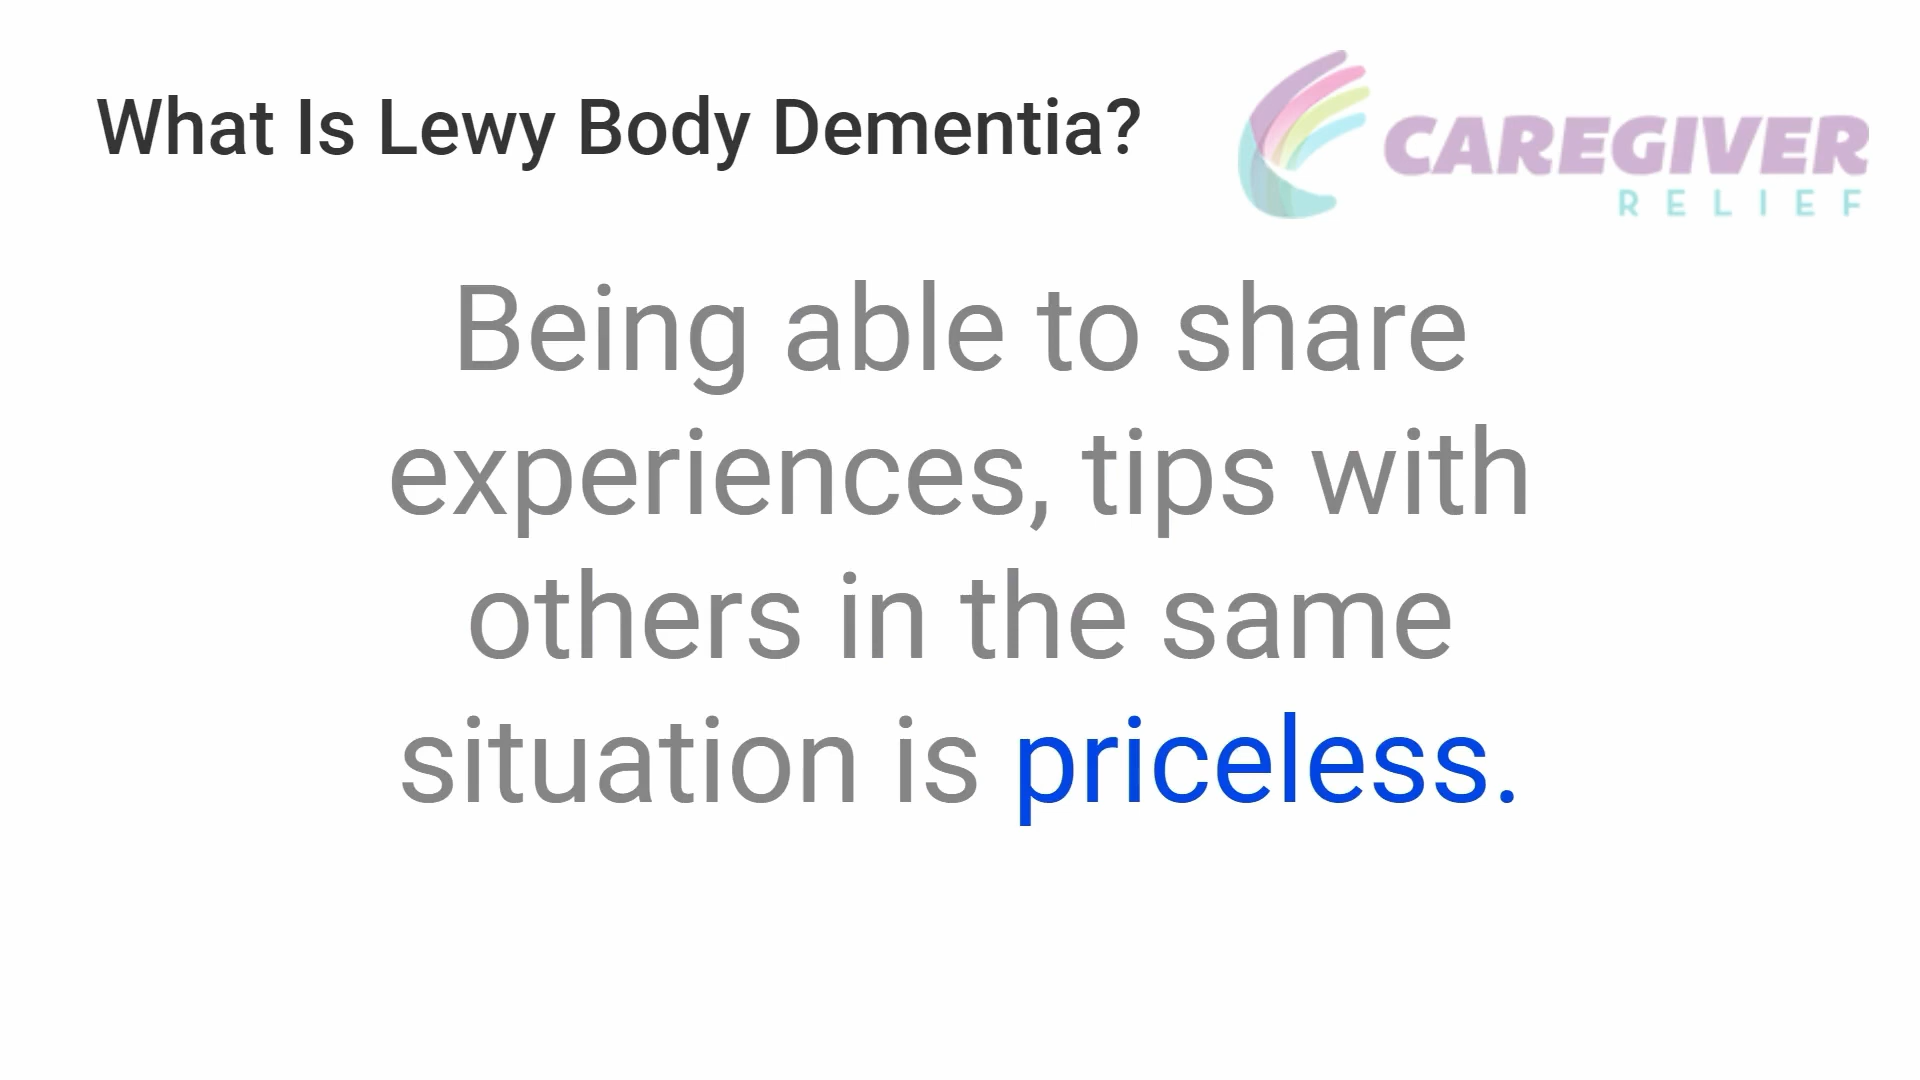 What Is Lewy Body Dementia?
CAREGIVER
RELIEF
Being able to share
experiences, tips with
others in the same
situation is priceless.